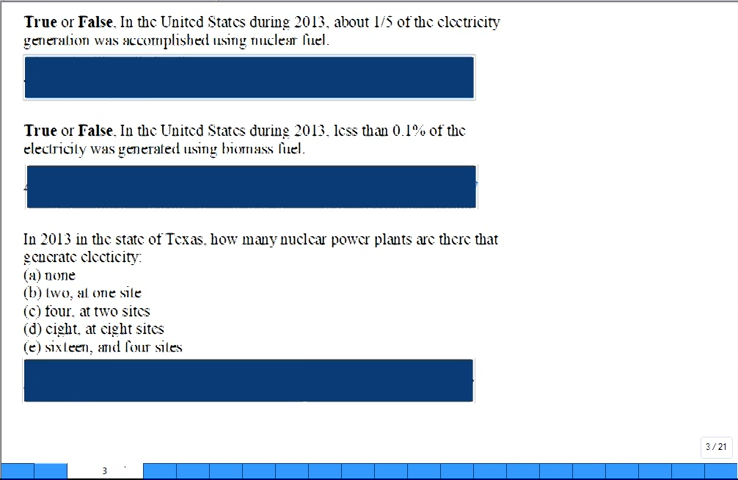 True or False. In the United States during 2013, about 1/5 of the electricity
generation was accomplished using nuclear fuel.
True or False. In the United States during 2013, less than 0.1% of the
electricity was generated using biomass fuel.
In 2013 in the state of Texas, how many nuclear power plants are there that
generate electicity:
(a) none
(b) two, at one site
(c) four, at two sites
(d) eight, at eight sites
(e) sixteen, and four sites
3 / 21
3